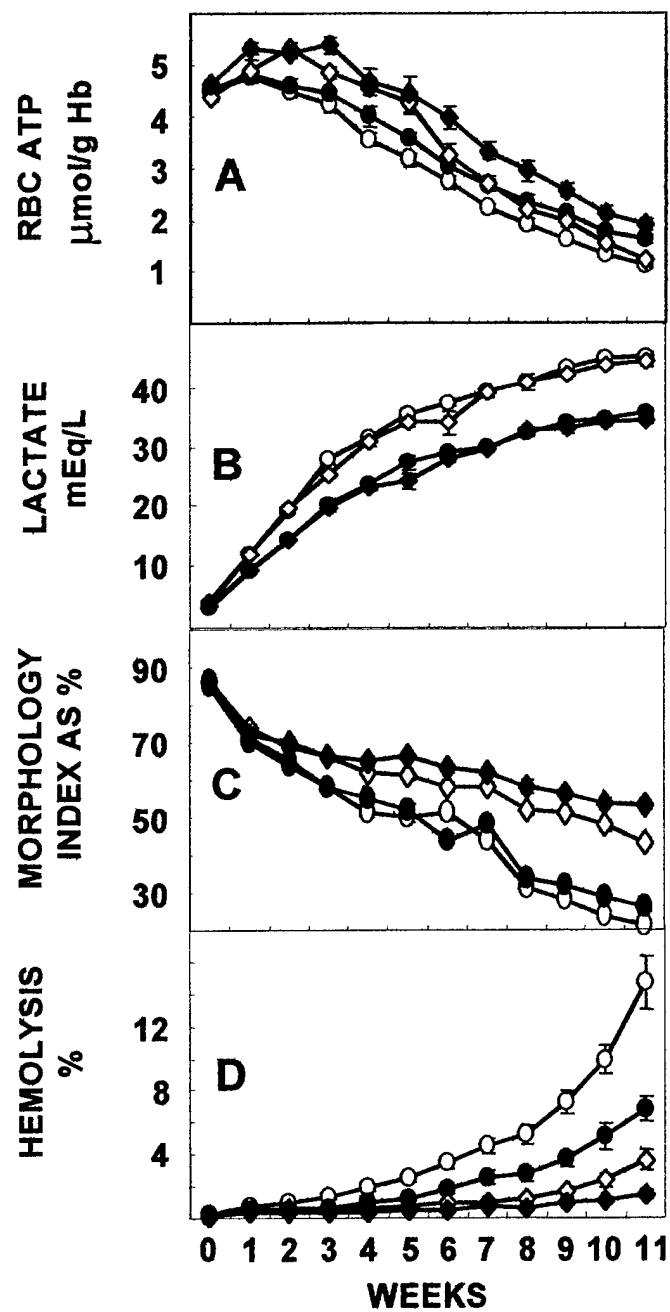 RBC ATP
µmol/g Hb
5
4
3
2
1
A
LACTATE
mEq/L
40
30
20
10
B
MORPHOLOGY
INDEX AS %
90
70
50
30
C
HEMOLYSIS
%
12
8
4
D
0 1 2 3 4 5 6 7 8 9 10 11
WEEKS